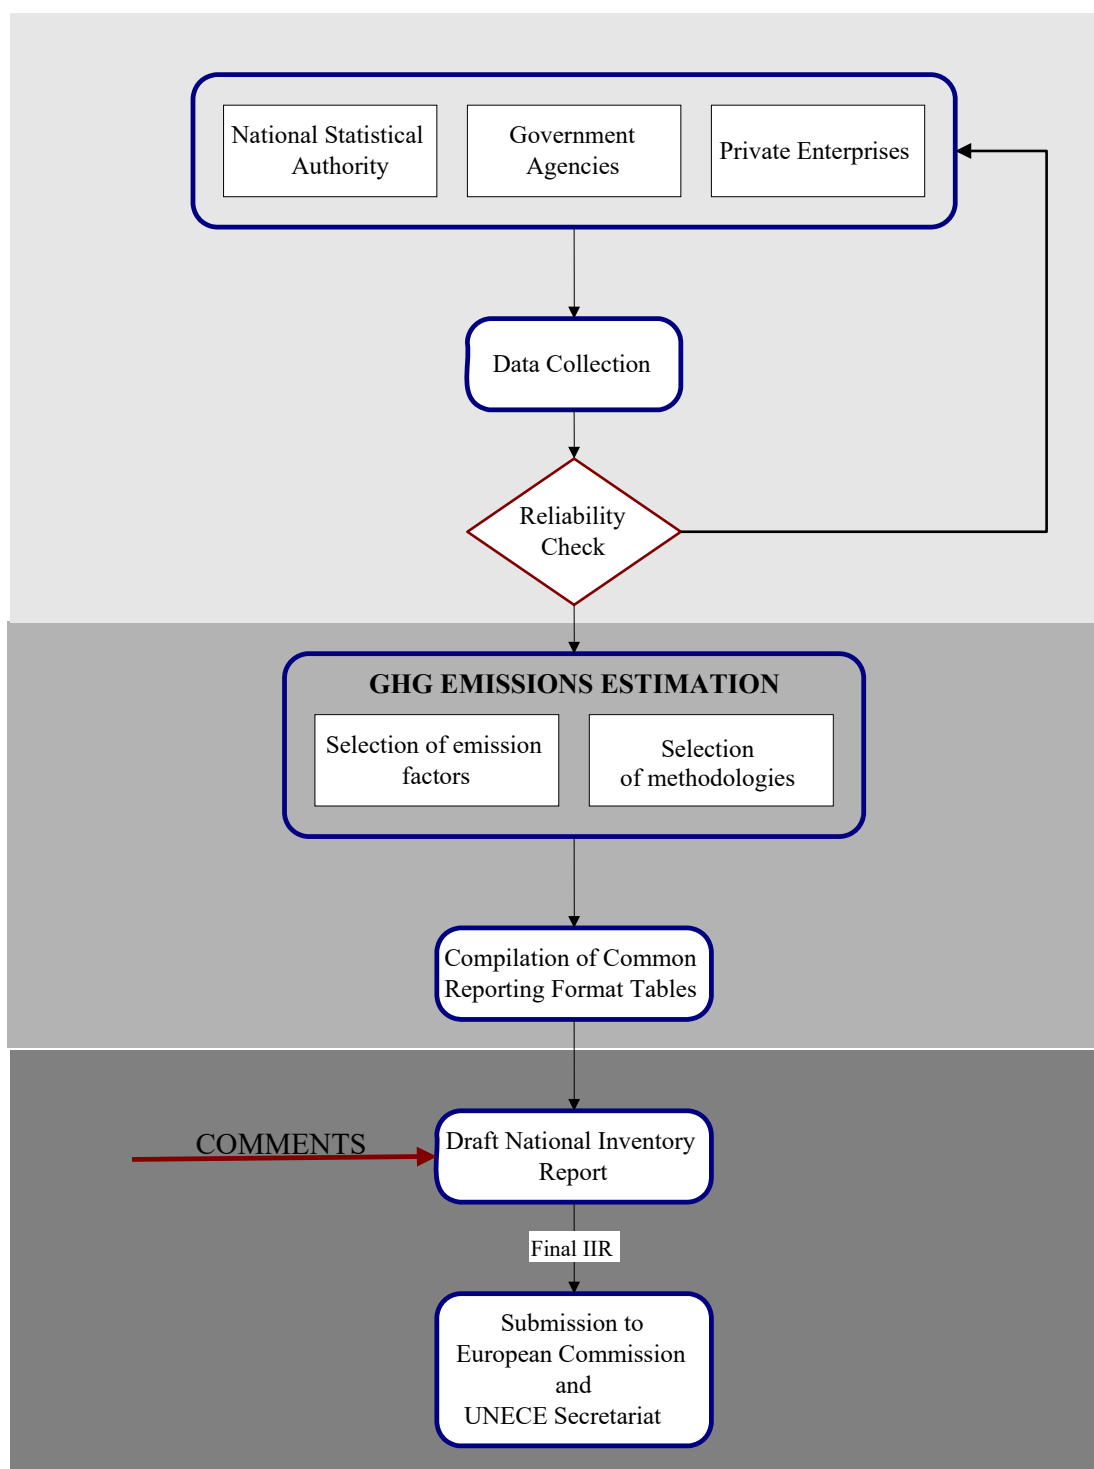 National Statistical
Authority
Government
Agencies
Private Enterprises
Data Collection
Reliability
Check
GHG EMISSIONS ESTIMATION
Selection of emission
factors
Selection
of methodologies
Compilation of Common
Reporting Format Tables
COMMENTS
Draft National Inventory
Report
Final IIR
Submission to
European Commission
and
UNECE Secretariat